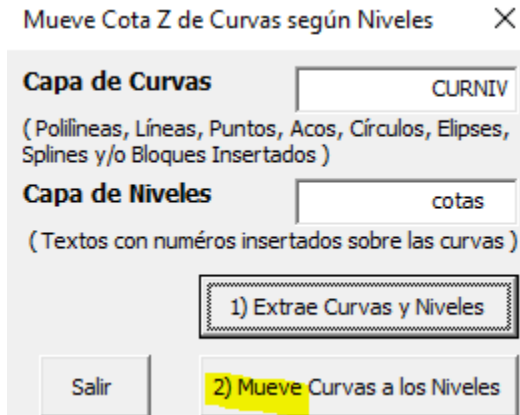 Mueve Cota Z de Curvas según Niveles
Capa de Curvas
CURNIV
( Polilìneas, Líneas, Puntos, Acos, Círculos, Elipses,
Splines y/o Bloques Insertados )
Capa de Niveles
cotas
( Textos con numéros insertados sobre las curvas )
1) Extrae Curvas y Niveles
Salir
2) Mueve Curvas a los Niveles